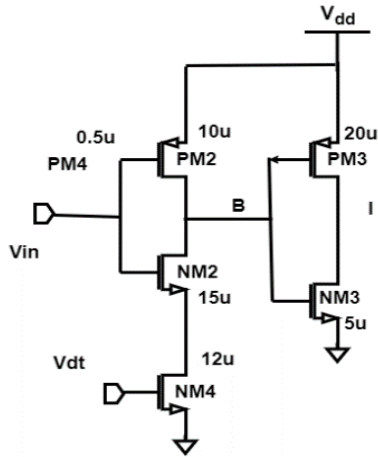 Vdd
0.5u
10u
20u
PM4
PM2
PM3
B
I
Vin
NM2
NM3
15u
5u
Vdt
12u
NM4